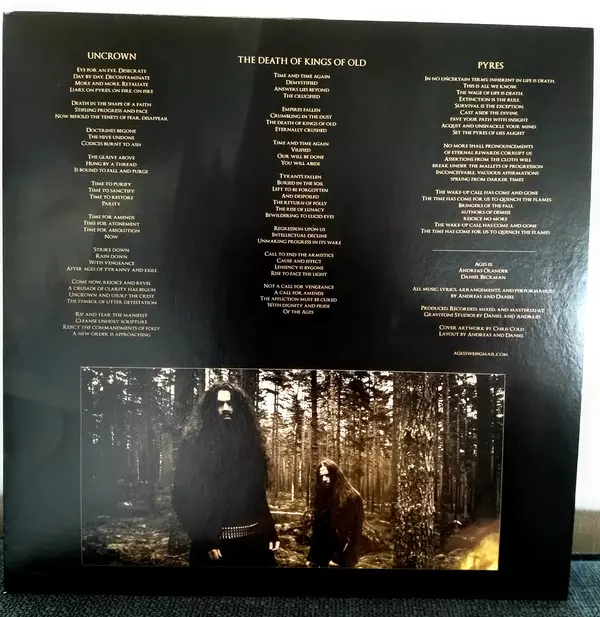 UNCROWN
EYE FOR AN EYE, DESECRATE
DAY BY DAY, DECONTAMINATE
MORE AND MORE, RETALIATE
LIARS ON PYRES, ON FIRE, ON FIRE
DEATH IN THE SHAPE OF A FAITH
STIFLING PROGRESS AND PACE
NOW BEHOLD THE TENETS OF FEAR, DISAPPEAR
DOCTRINES BEGONE
THE HIVE UNDONE
CODICES BURNT TO ASH
THE GLAIVE ABOVE
HUNG BY A THREAD
IS BOUND TO FALL AND PURGE
TIME TO PURIFY
TIME TO SANCTIFY
TIME TO RESTORE
PARITY
TIME FOR AMENDS
TIME FOR ATONEMENT
TIME FOR ABSOLUTION
NOW
STRIKE DOWN
RAIN DOWN
WITH VENGEANCE
AFTER AGES OF TYRANNY AND EXILE
COME NOW, REJOICE AND REVEL
A CRUSADE OF CLARITY HAS BEGUN
UNCROWN AND USURP THE CREST
THE SYMBOL OF UTTER DETESTATION
RIP AND TEAR THE MANIFEST
CLEANSE UNHOLY SCRIPTURE
REJECT THE COMMANDMENTS OF FOLLY
A NEW ORDER IS APPROACHING
THE DEATH OF KINGS OF OLD
TIME AND TIME AGAIN
DEMYSTIFIED
ANSWERS LIES BEYOND
THE CRUCIFIED
EMPIRES FALLEN
CRUMBLING IN THE DUST
THE DEATH OF KINGS OF OLD
ETERNALLY CRUSHED
TIME AND TIME AGAIN
VILIFIED
OUR WILL BE DONE
YOU WILL ABIDE
TYRANTS FALLEN
BURIED IN THE SOIL
LEFT TO BE FORGOTTEN
AND DISPOSED
THE RETURN OF FOLLY
THE RISE OF LUNACY
BEWILDERING TO LUCID EYES
REGRESSION UPON US
INTELLECTUAL DECLINE
UNMAKING PROGRESS IN ITS WAKE
CALL TO END THE ARMISTICE
CAUSE AND EFFECT
LENIENCY IS BYGONE
RISE TO FACE THE LIGHT
NOT A CALL FOR VENGEANCE
A CALL FOR AMENDS
THE AFFLICTION MUST BE CURED
WITH DIGNITY AND PRIDE
OF THE AGES
PYRES
IN NO UNCERTAIN TERMS, INHERENT IN LIFE IS DEATH.
THIS IS ALL WE KNOW.
THE WAGE OF LIFE IS DEATH.
EXTINCTION IS THE RULE.
SURVIVAL IS THE EXCEPTION.
CAST ASIDE THE DIVINE,
PAVE YOUR PATH WITH INSIGHT
ACQUIT AND UNSHACKLE YOUR MIND.
SET THE PYRES OF LIES ALIGHT
NO MORE SHALL PRONOUNCEMENTS
OF ETERNAL REWARDS CORRUPT US
ASSERTIONS FROM THE CLOTH WILL
BREAK UNDER THE MALLETS OF PROGRESSION
INCONCEIVABLE, VACUOUS AFFIRMATIONS
SPRUNG FROM DARKER TIMES
THE WAKE-UP CALL HAS COME AND GONE
THE TIME HAS COME FOR US TO QUENCH THE FLAMES
BRINGERS OF THE FALL
AUTHORS OF DEMISE
REJOICE NO MORE
THE WAKE-UP CALL HAS COME AND GONE
THE TIME HAS COME FOR US TO QUENCH THE FLAMES
AGES IS:
ANDREAS OLANDER
DANIEL BECKMAN
ALL MUSIC, LYRICS, ARRANGEMENTS, AND PERFORMANCES
BY ANDREAS AND DANIEL
PRODUCED, RECORDED, MIXED, AND MASTERED AT
GRAVITONE STUDIOS BY DANIEL AND ANDREAS
COVER ARTWORK BY CHRIS COLD
LAYOUT BY ANDREAS AND DANIEL
AGESSWE@GMAIL.COM